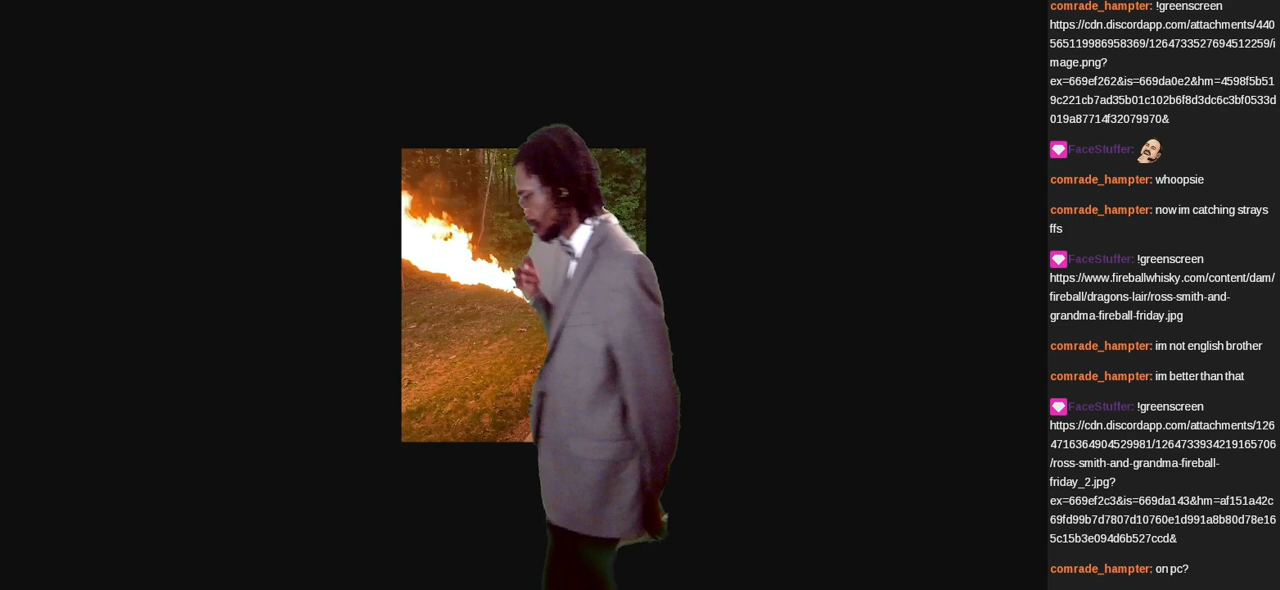 comrade_hampter: !greenscreen
https://cdn.discordapp.com/attachments/440
565119986958369/1264733527694512259/i
mage.png?
ex=669ef262&is=669da0e2&hm=4598f5b51
9c221cb7ad35b01c102b6f8d3dc6c3bf0533d
019a87714f32079970&
FaceStuffer:
comrade_hampter: whoopsie
comrade_hampter: now im catching strays
ffs
FaceStuffer: !greenscreen
https://www.fireballwhisky.com/content/dam/
fireball/dragons-lair/ross-smith-and-
grandma-fireball-friday.jpg
comrade_hampter: im not english brother
comrade_hampter: im better than that
FaceStuffer: !greenscreen
https://cdn.discordapp.com/attachments/126
4716364904529981/1264733934219165706
/ross-smith-and-grandma-fireball-
friday_2.jpg?
ex=669ef2c3&is=669da143&hm=af151a42c
69fd99b7d7807d10760e1d991a8b80d78e16
5c15b3e094d6b527ccd&
comrade_hampter: on pc?